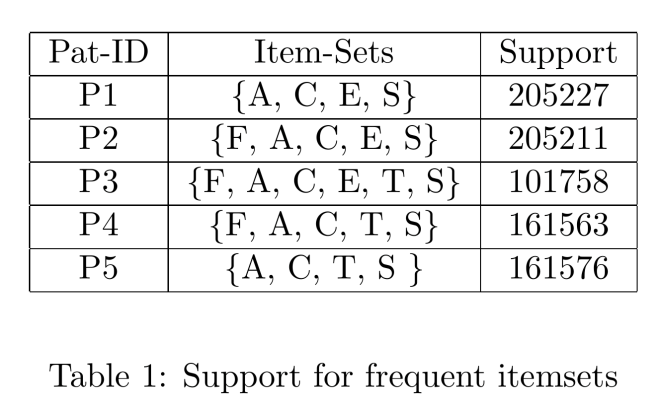 Pat-ID Item-Sets Support
P1 {A, C, E, S} 205227
P2 {F, A, C, E, S} 205211
P3 {F, A, C, E, T, S} 101758
P4 {F, A, C, T, S} 161563
P5 {A, C, T, S } 161576
Table 1: Support for frequent itemsets